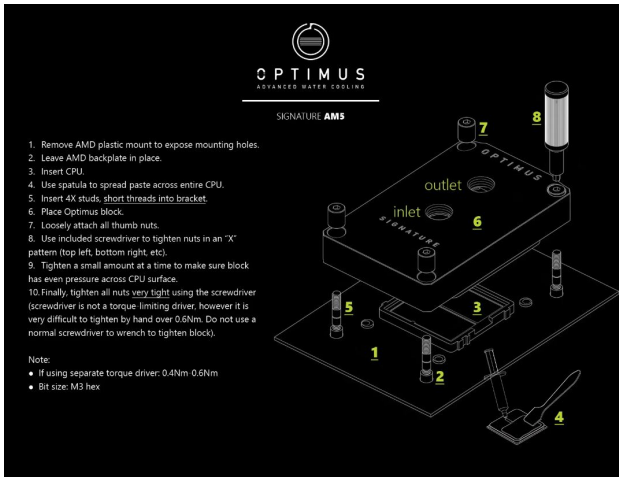 OPTIMUS
ADVANCED WATER COOLING
SIGNATURE AM5
1. Remove AMD plastic mount to expose mounting holes.
2. Leave AMD backplate in place.
3. Insert CPU.
4. Use spatula to spread paste across entire CPU.
5. Insert 4X studs, short threads into bracket.
6. Place Optimus block.
7. Loosely attach all thumb nuts.
8. Use included screwdriver to tighten nuts in an "X"
pattern (top left, bottom right, etc).
9. Tighten a small amount at a time to make sure block
has even pressure across CPU surface.
10. Finally, tighten all nuts very tight using the screwdriver
(screwdriver is not a torque-limiting driver, however it is
very difficult to tighten by hand over 0.6Nm. Do not use a
normal screwdriver to wrench to tighten block).
Note:
● If using separate torque driver: 0.4Nm-0.6Nm
● Bit size: M3 hex
7
8
OPTIMUS
outlet
inlet
6
SIGNATURE
5
3
1
2
4